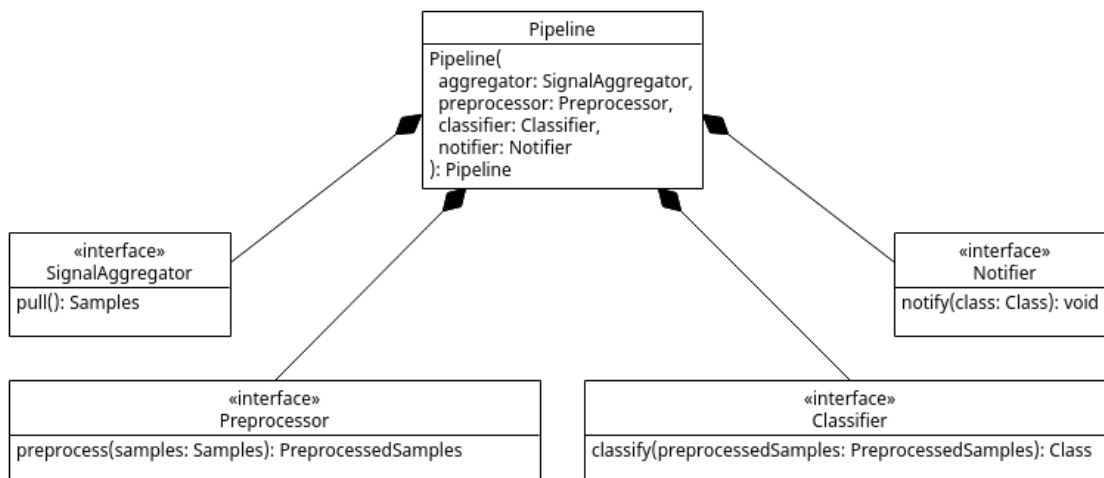 Pipeline
Pipeline(
aggregator: SignalAggregator,
preprocessor: Preprocessor,
classifier: Classifier,
notifier: Notifier
): Pipeline
«interface»
SignalAggregator
pull(): Samples
«interface»
Notifier
notify(class: Class): void
«interface»
Preprocessor
preprocess(samples: Samples): PreprocessedSamples
«interface»
Classifier
classify(preprocessedSamples: PreprocessedSamples): Class